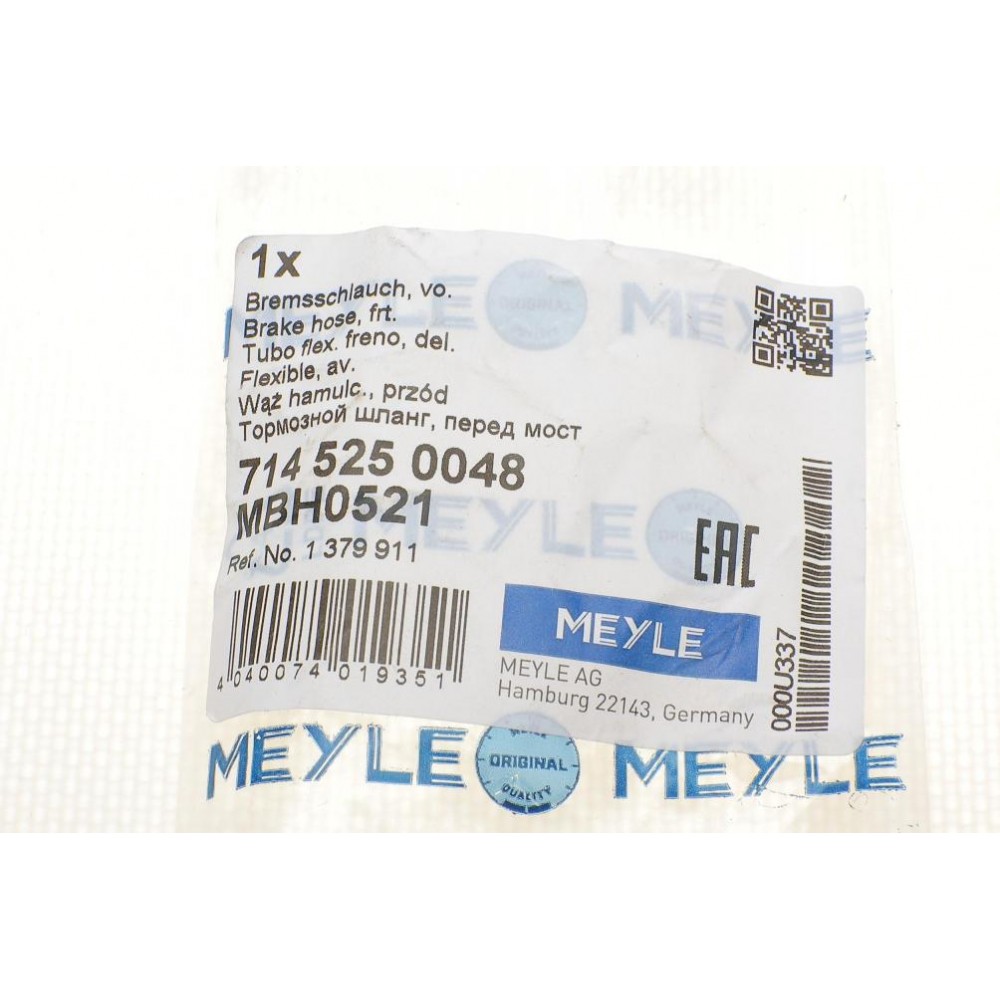 1x
Bremsschlauch, vo.
Brake hose, frt.
Tubo flex. freno, del.
Flexible, av.
Wąż hamulc., przód
Тормозной шланг, перед мост
714 525 0048
MBH0521
Ref. No. 1 379 911
4 040074 019351
EAC
MEYLE
MEYLE AG
Hamburg 22143, Germany
000U337
MEYLE MEYLE
MEYLE
MEYLE ORIGINAL QUALITY MEYLE